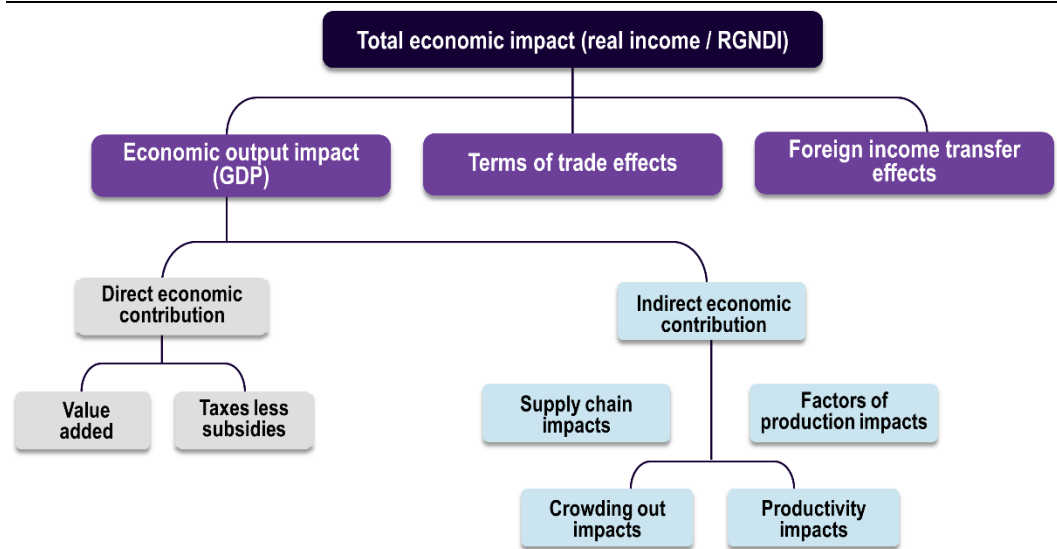 Total economic impact (real income / RGNDI)
Economic output impact
(GDP)
Terms of trade effects
Foreign income transfer
effects
Direct economic
contribution
Indirect economic
contribution
Value
added
Taxes less
subsidies
Supply chain
impacts
Factors of
production impacts
Crowding out
impacts
Productivity
impacts